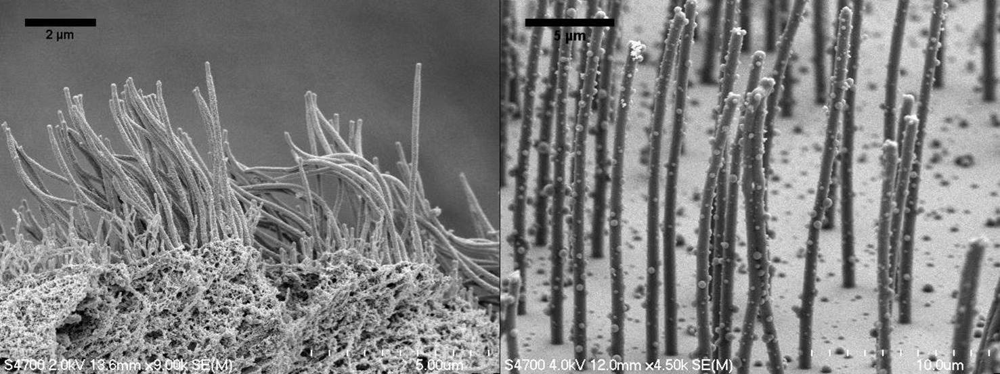 2 µm
5 µm
S4700 2.0kV 13.6mm x9.00k SE(M)
5.00um
S4700 4.0kV 12.0mm x4.50k SE(M)
10.0um